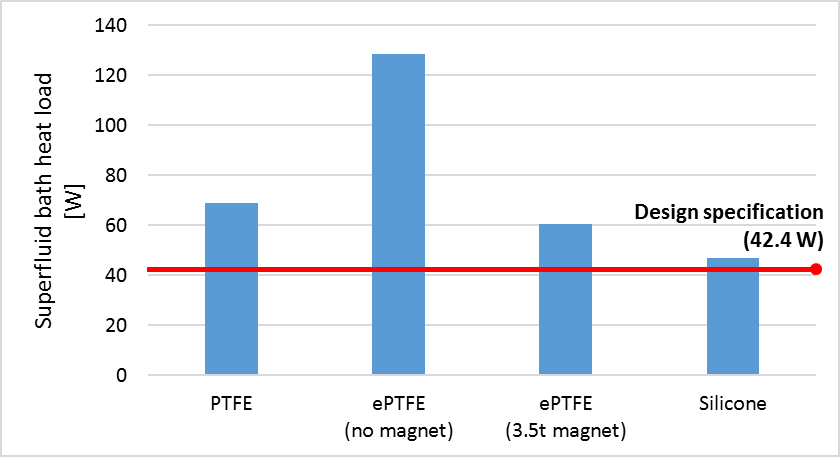 140
120
100
80
60
40
20
0
Superfluid bath heat load
[W]
Design specification
(42.4 W)
PTFE
ePTFE
(no magnet)
ePTFE
(3.5t magnet)
Silicone